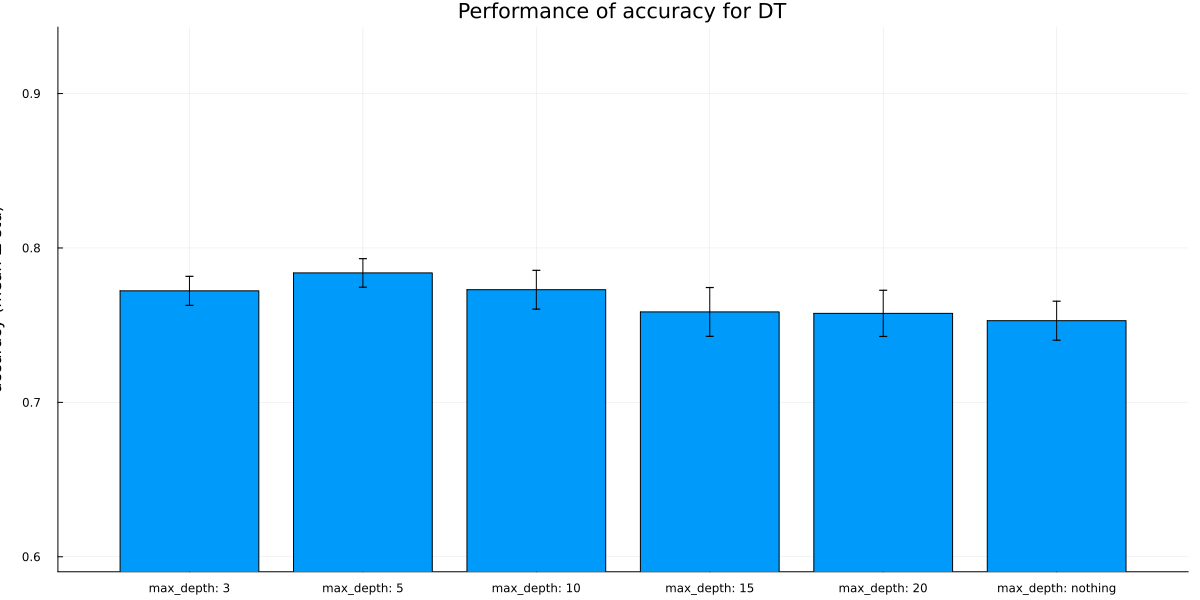 Performance of accuracy for DT
0.9
0.8
0.7
0.6
max_depth: 3
max_depth: 5
max_depth: 10
max_depth: 15
max_depth: 20
max_depth: nothing